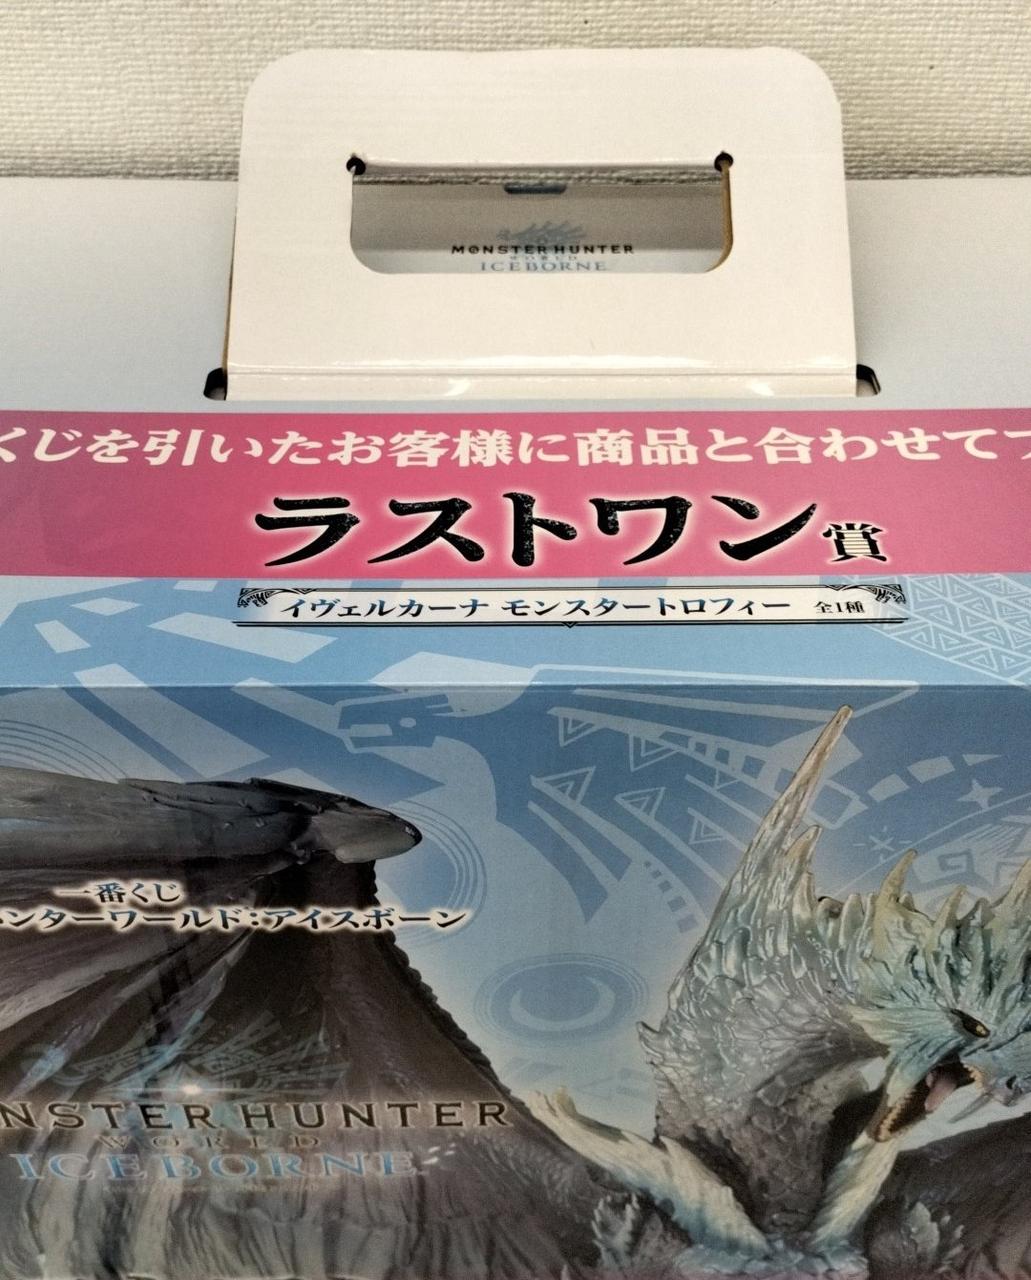 MONSTER HUNTER
WORLD
ICEBORNE
くじを引いたお客様に商品と合わせてプ
ラストワン賞
イヴェルカーナ モンスタートロフィー 全1種
一番くじ
ンターワールド：アイスボーン
NSTER HUNTER
WORLD
ICEBORNE